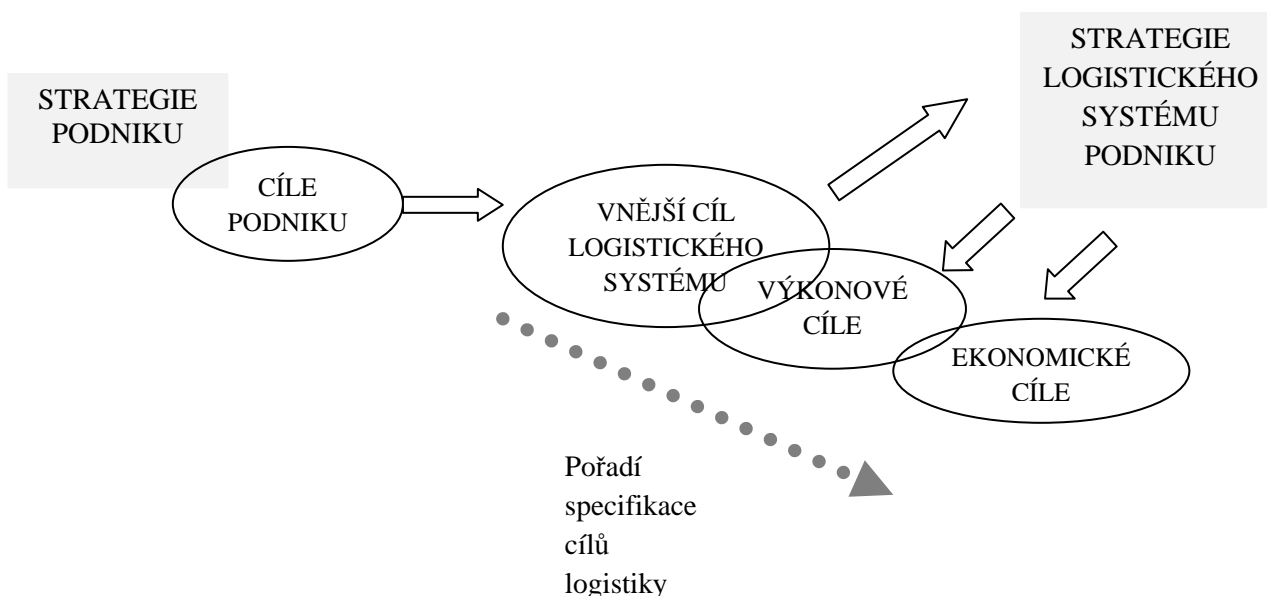 STRATEGIE
PODNIKU
CÍLE
PODNIKU
VNĚJŠÍ CÍL
LOGISTICKÉHO
SYSTÉMU
VÝKONOVÉ
CÍLE
EKONOMICKÉ
CÍLE
STRATEGIE
LOGISTICKÉHO
SYSTÉMU
PODNIKU
Pořadí
specifikace
cílů
logistiky